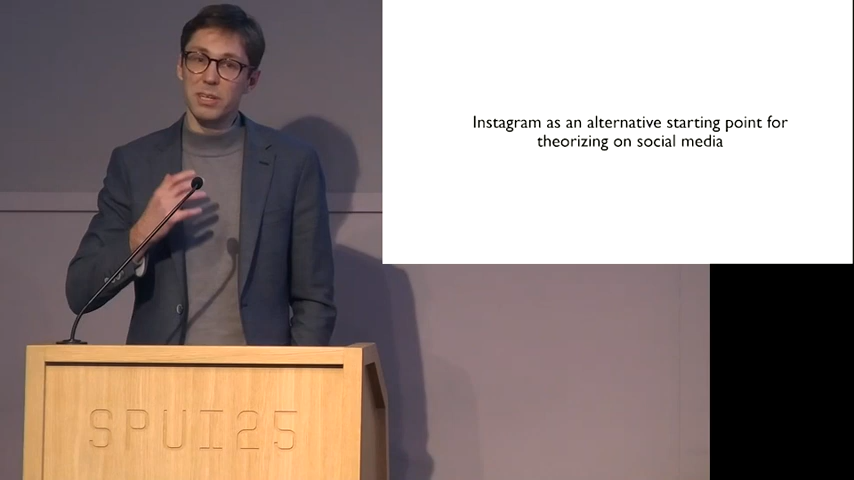 Instagram as an alternative starting point for
theorizing on social media
SPUI25